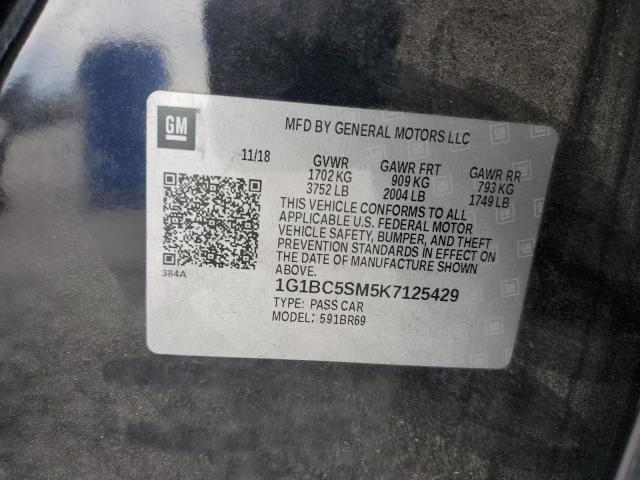 GM
MFD BY GENERAL MOTORS LLC
11/18 GVWR GAWR FRT GAWR RR
1702 KG 909 KG 793 KG
3752 LB 2004 LB 1749 LB
THIS VEHICLE CONFORMS TO ALL
APPLICABLE U.S. FEDERAL MOTOR
VEHICLE SAFETY, BUMPER, AND THEFT
PREVENTION STANDARDS IN EFFECT ON
THE DATE OF MANUFACTURE SHOWN
ABOVE.
384A
1G1BC5SM5K7125429
TYPE: PASS CAR
MODEL: 591BR69